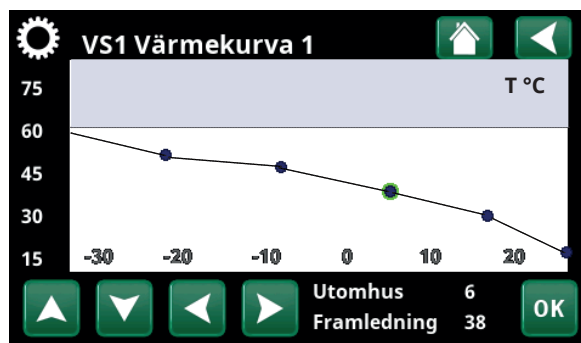 VS1 Värmekurva 1
T °C
75
60
45
30
15
-30 -20 -10 0 10 20
Utomhus 6
Framledning 38
OK